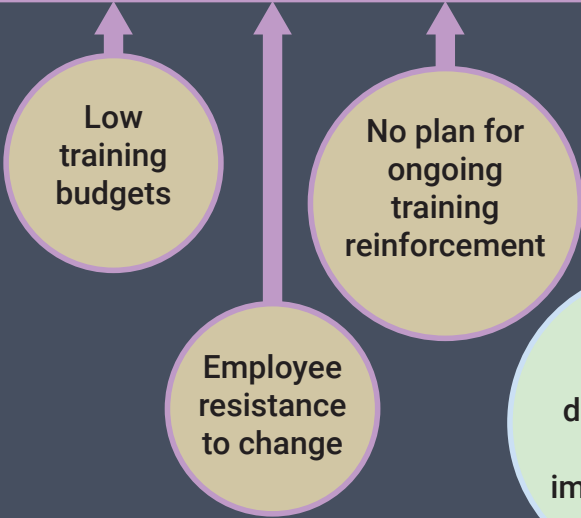 Low
training
budgets
No plan for
ongoing
training
reinforcement
Employee
resistance
to change